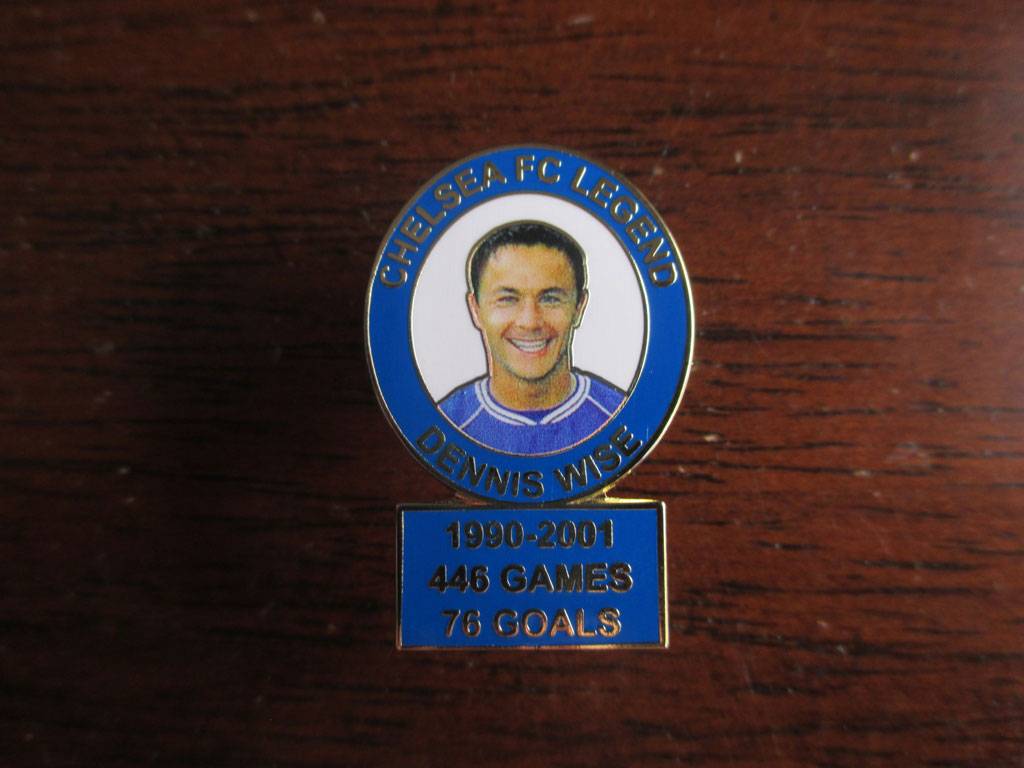 CHELSEA FC LEGEND
DENNIS WISE
1990-2001
446 GAMES
76 GOALS